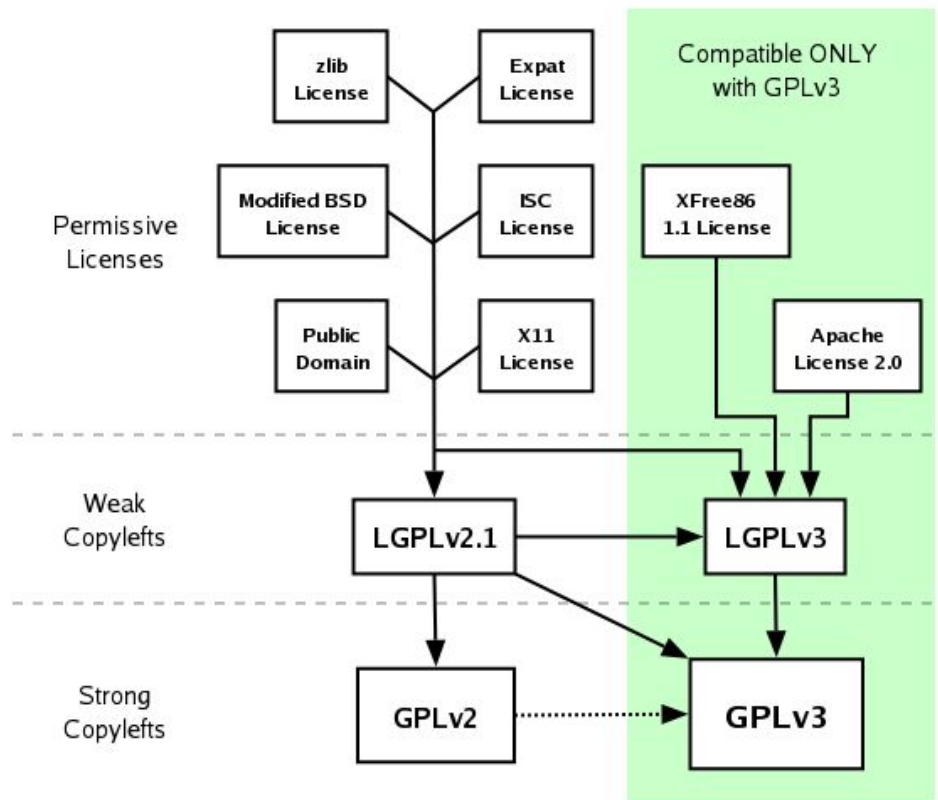 zlib
License
Expat
License
Compatible ONLY
with GPLv3
Permissive
Licenses
Modified BSD
License
ISC
License
XFree86
1.1 License
Public
Domain
X11
License
Apache
License 2.0
Weak
Copylefts
LGPLv2.1
LGPLv3
Strong
Copylefts
GPLv2
GPLv3